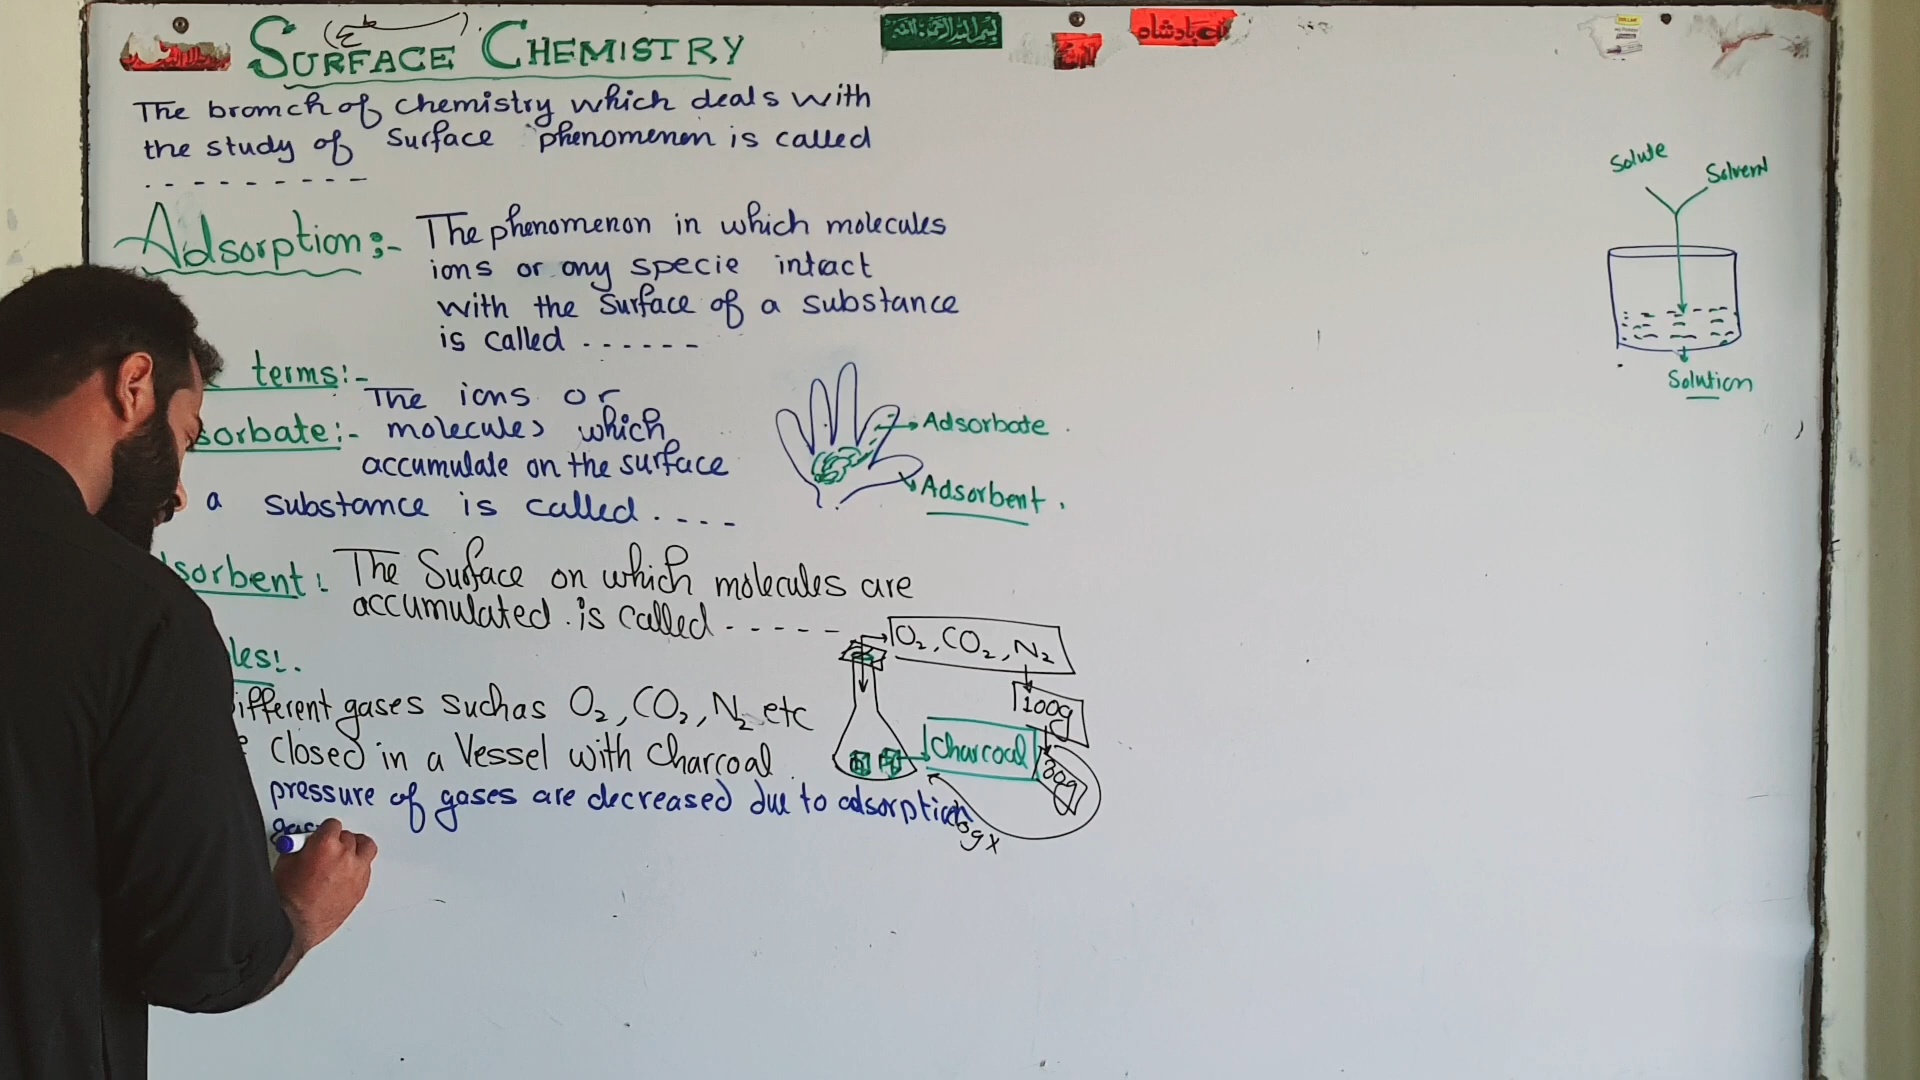 SURFACE CHEMISTRY
The branch of chemistry which deals with
the study of surface phenomenon is called
Adsorption:-
The phenomenon in which molecules
ions or any specie intract
with the surface of a substance
is called ......
terms:-
sorbate:-
The ions or
molecules which
accumulate on the surface
a substance is called ....
Adsorbate
Adsorbent.
sorbent:
The Surface on which molecules are
accumulated. is called -----
les:.
O₂, CO₂, N₂
100g
ifferent gases such as O₂, CO₂, N₂ etc
closed in a Vessel with charcoal
Charcoal
pressure of gases are decreased due to adsorption
gas
Solute
Solvent
Solution